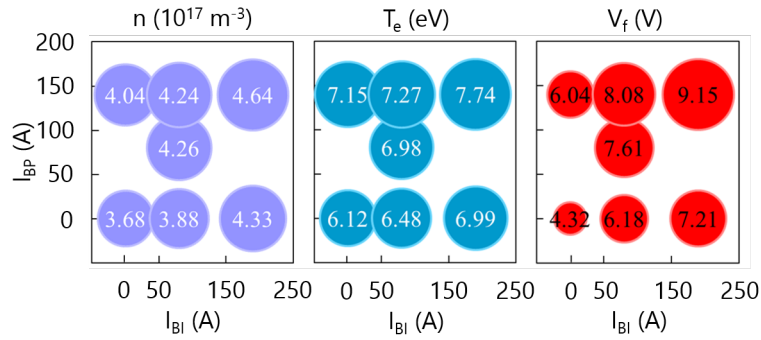 n (10¹⁷ m⁻³) Tₑ (eV) V_f (V)
200
150
100
50
0
I_BP (A)
4.04 4.24 4.64
4.26
3.68 3.88 4.33
7.15 7.27 7.74
6.98
6.12 6.48 6.99
6.04 8.08 9.15
7.61
4.32 6.18 7.21
0 50 150 250
0 50 150 250
0 50 150 250
I_BI (A) I_BI (A) I_BI (A)